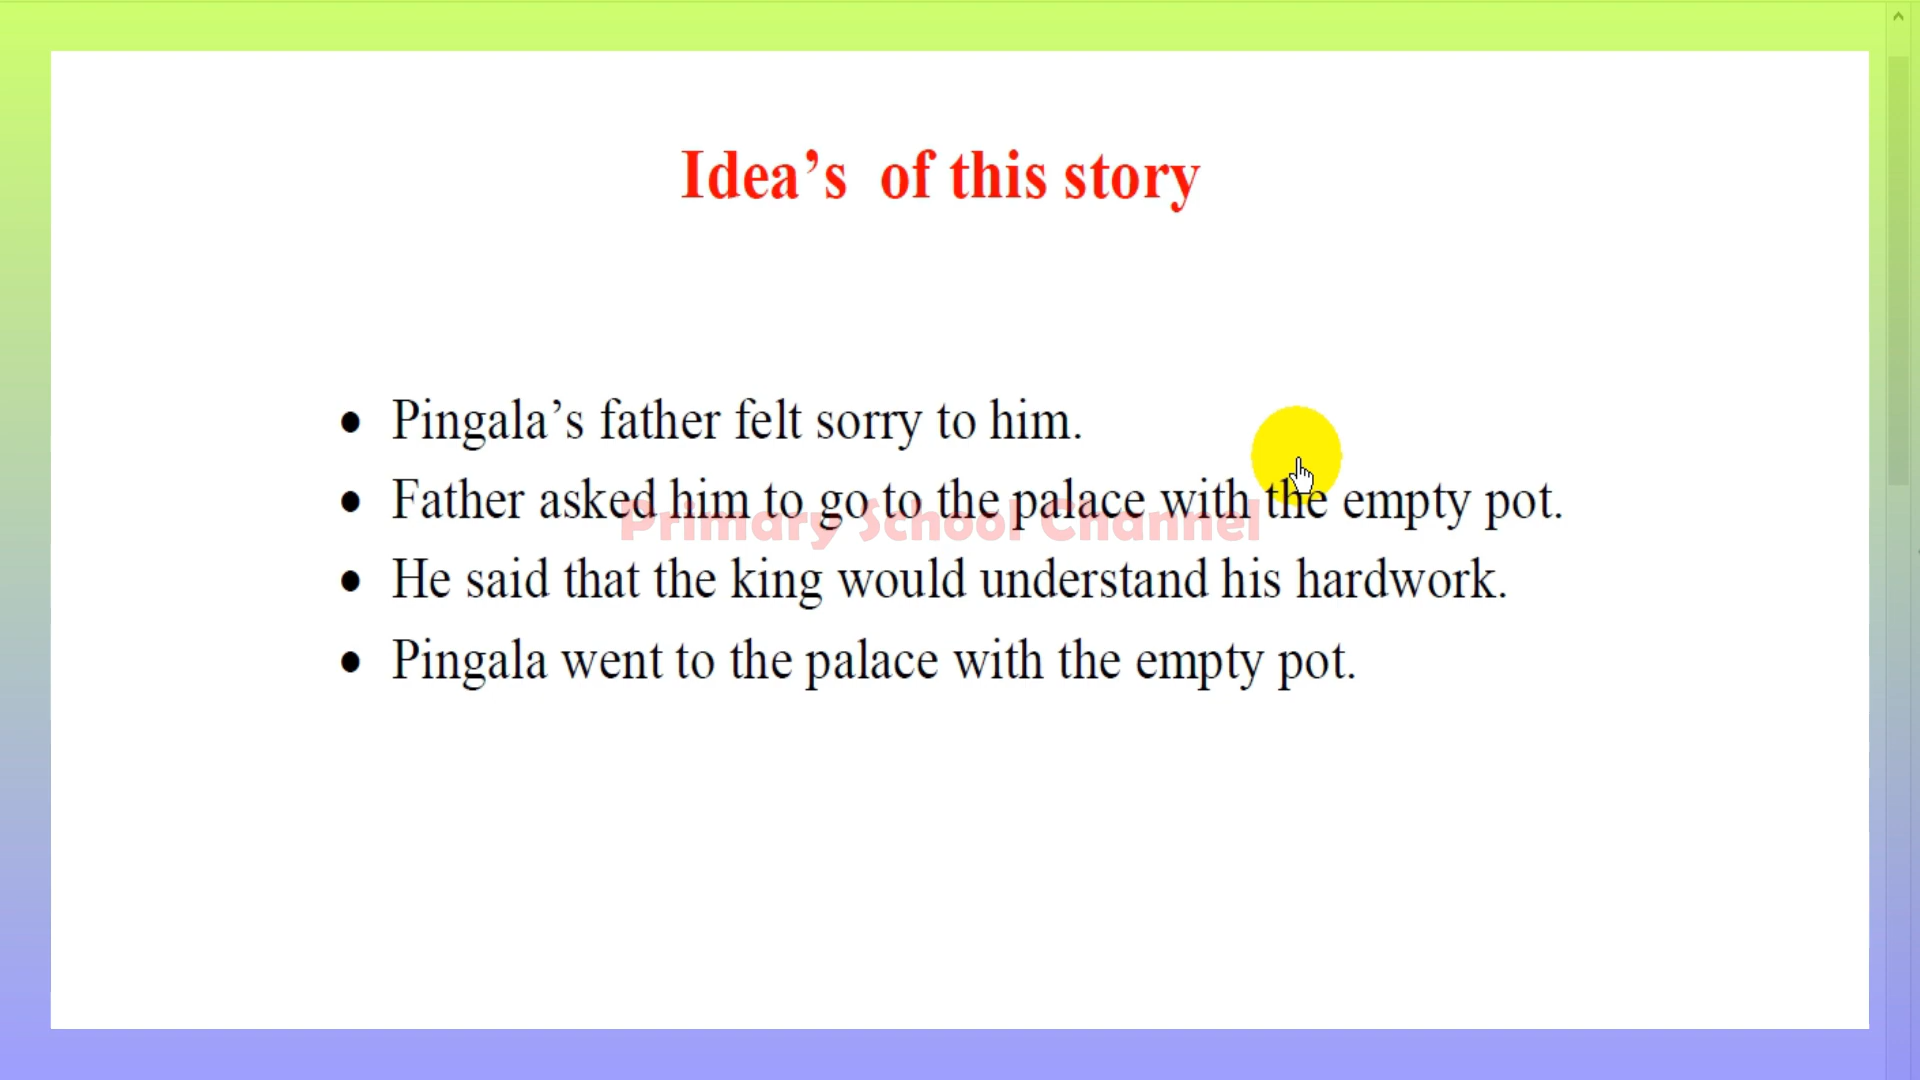 Idea’s of this story
• Pingala’s father felt sorry to him.
• Father asked him to go to the palace with the empty pot.
Primary School Channel
• He said that the king would understand his hardwork.
• Pingala went to the palace with the empty pot.